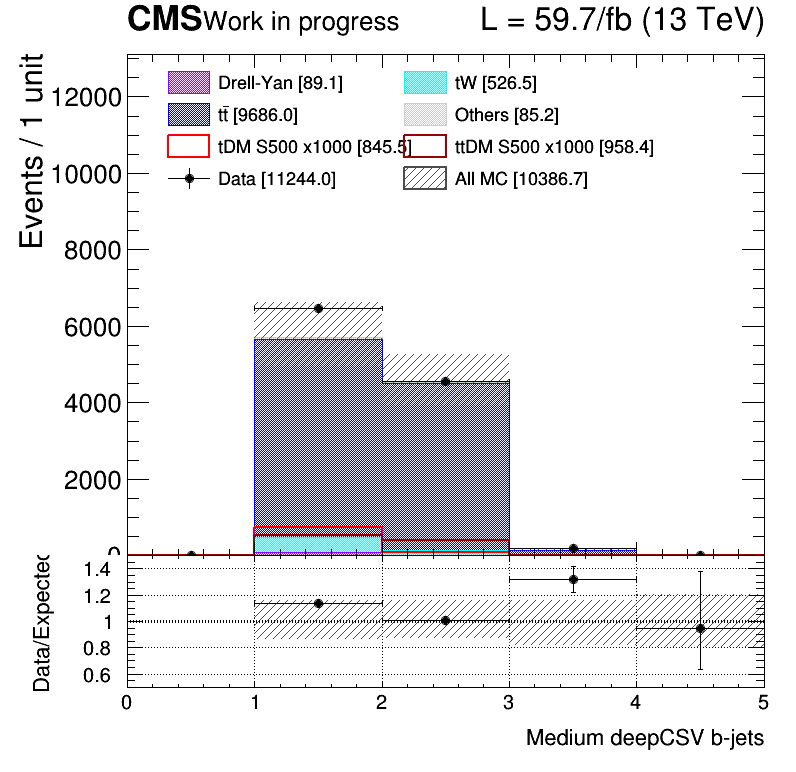 CMS Work in progress L = 59.7/fb (13 TeV)
Events / 1 unit
12000
10000
8000
6000
4000
2000
0
Drell-Yan [89.1] tW [526.5]
tt̄ [9686.0] Others [85.2]
tDM S500 x1000 [845.5] ttDM S500 x1000 [958.4]
Data [11244.0] All MC [10386.7]
Data/Expected
1.4
1.2
1
0.8
0.6
0 1 2 3 4 5
Medium deepCSV b-jets